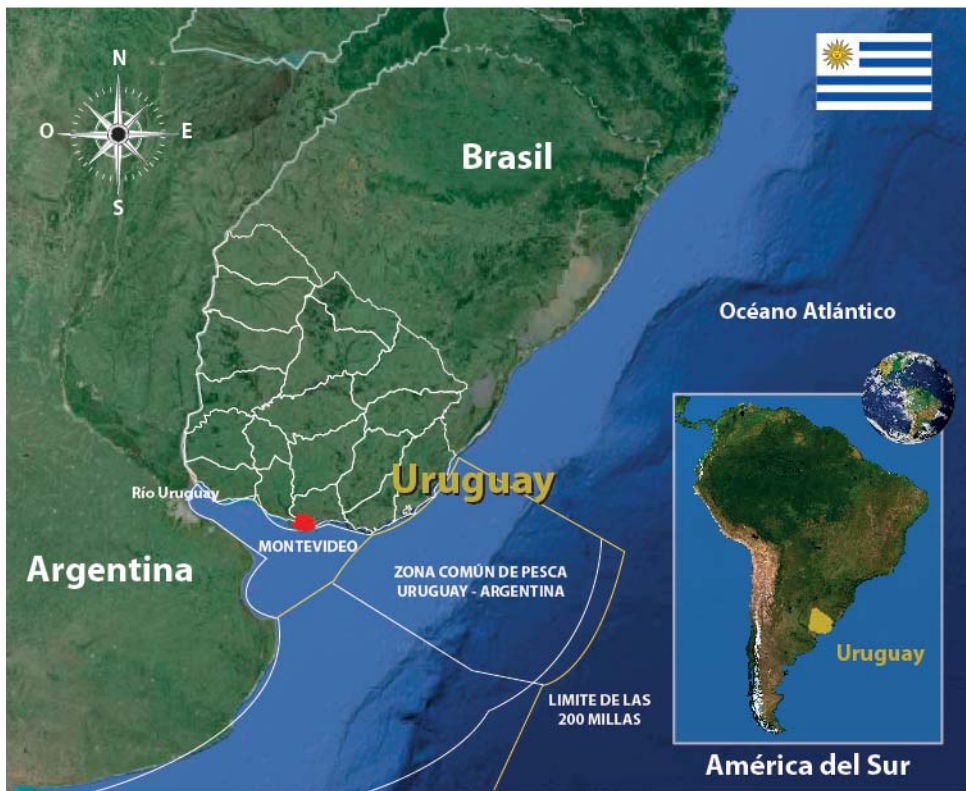 N
O
E
S
Brasil
Océano Atlántico
Uruguay
Río Uruguay
MONTEVIDEO
Argentina
ZONA COMÚN DE PESCA
URUGUAY - ARGENTINA
LIMITE DE LAS
200 MILLAS
Uruguay
América del Sur